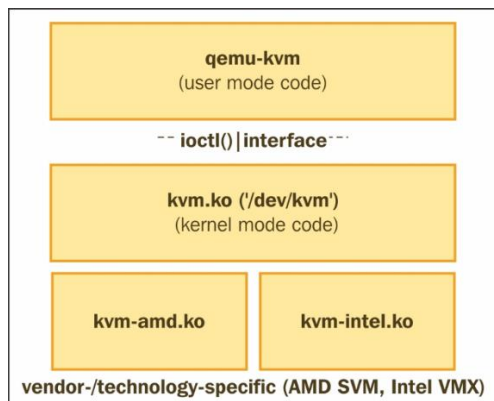 qemu-kvm
(user mode code)
ioctl()|interface
kvm.ko ('/dev/kvm')
(kernel mode code)
kvm-amd.ko
kvm-intel.ko
vendor-/technology-specific (AMD SVM, Intel VMX)